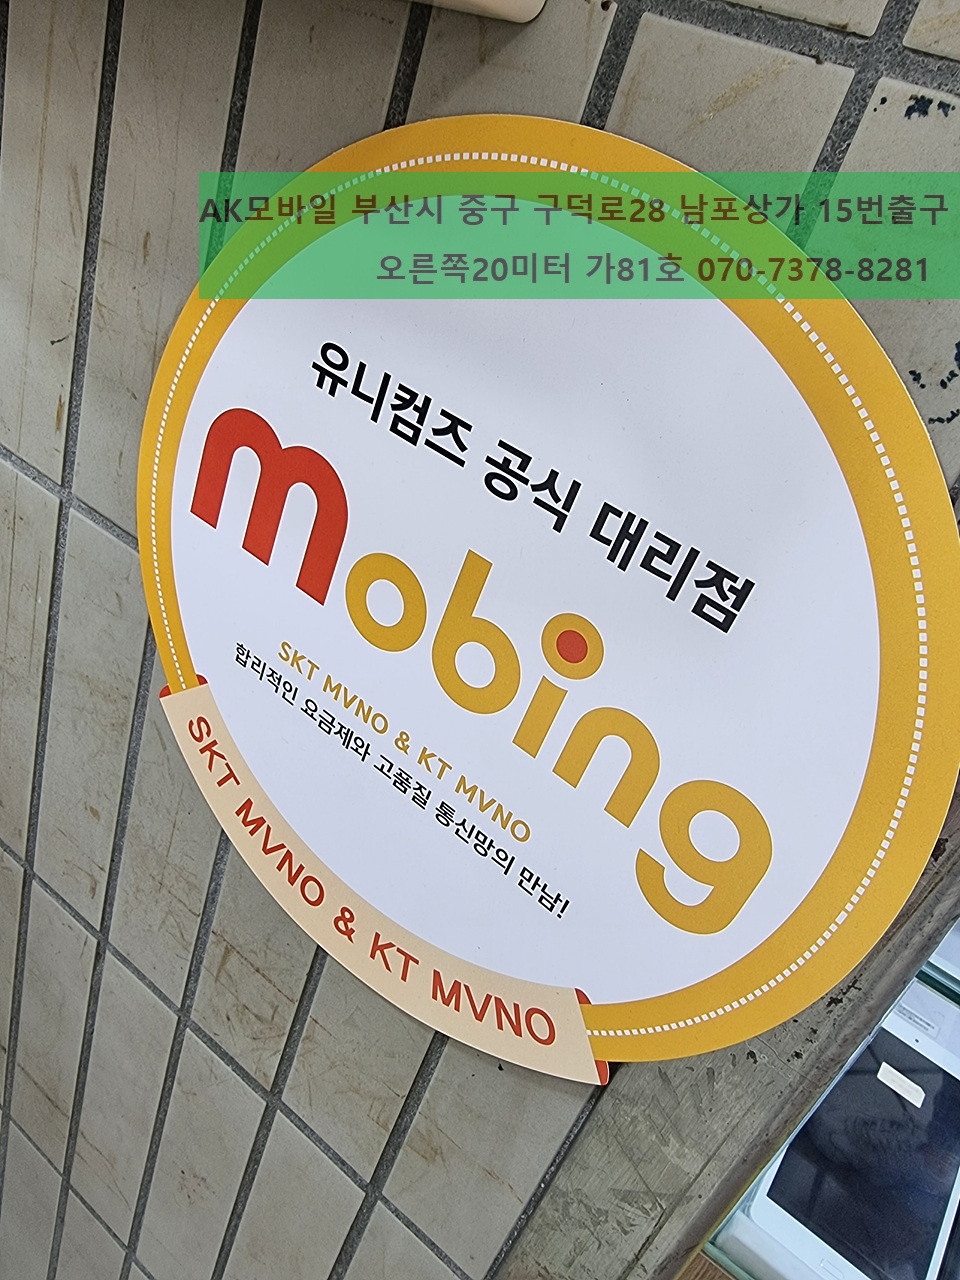 AK모바일 부산시 중구 구덕로28 남포상가 15번출구
오른쪽20미터 가81호 070-7378-8281
유니컴즈 공식 대리점
mobing
SKT MVNO & KT MVNO
합리적인 요금제와 고품질 통신망의 만남!
SKT MVNO & KT MVNO